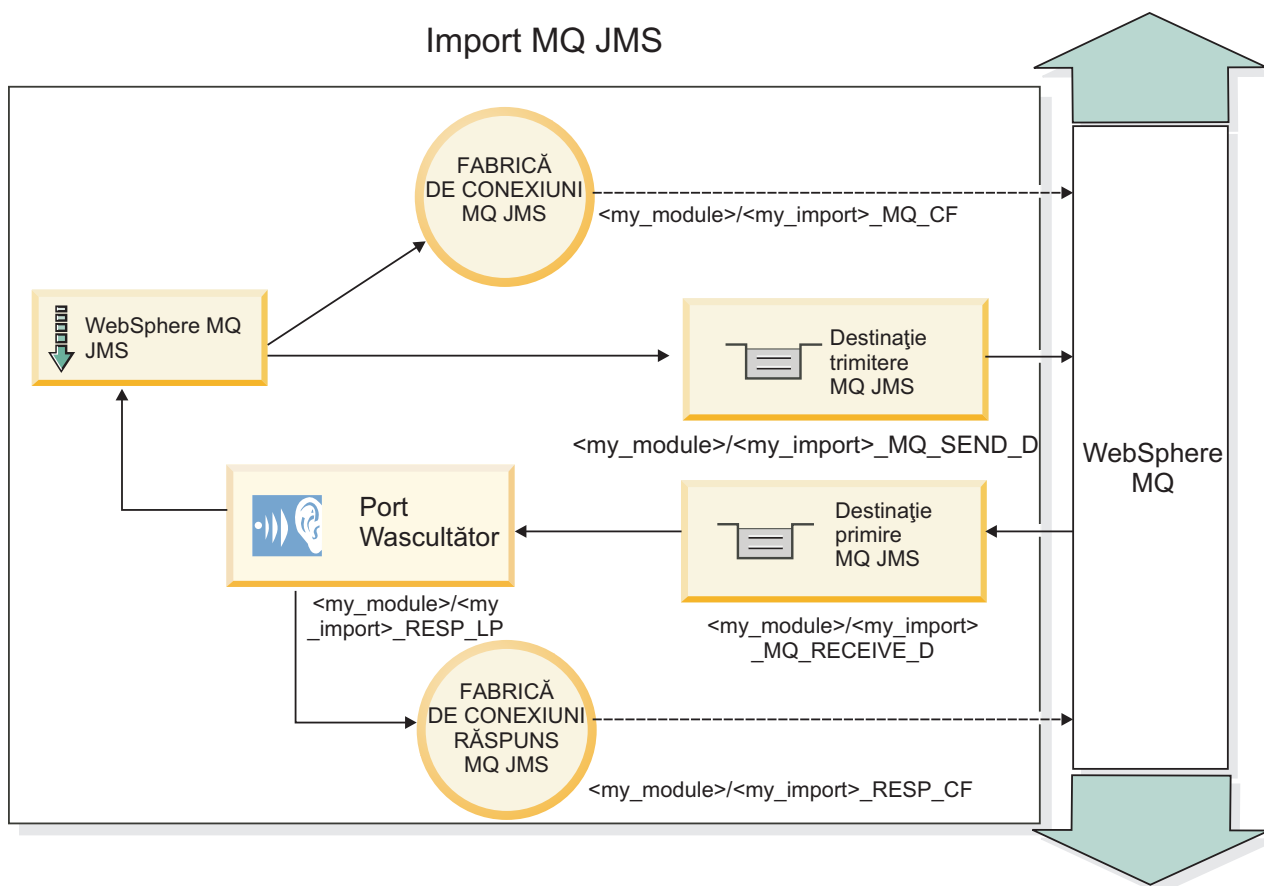 Import MQ JMS
FABRICĂ
DE CONEXIUNI
MQ JMS
<my_module>/<my_import>_MQ_CF
WebSphere MQ
JMS
Destinaţie
trimitere
MQ JMS
<my_module>/<my_import>_MQ_SEND_D
WebSphere
MQ
Port
Wascultător
Destinaţie
primire
MQ JMS
<my_module>/<my
_import>_RESP_LP
<my_module>/<my_import>
_MQ_RECEIVE_D
FABRICĂ
DE CONEXIUNI
RĂSPUNS
MQ JMS
<my_module>/<my_import>_RESP_CF